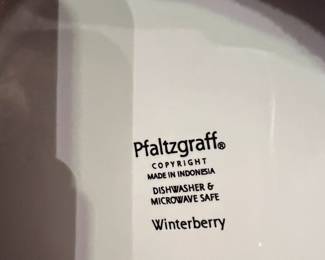 Pfaltzgraff®
COPYRIGHT
MADE IN INDONESIA
DISHWASHER &
MICROWAVE SAFE
Winterberry